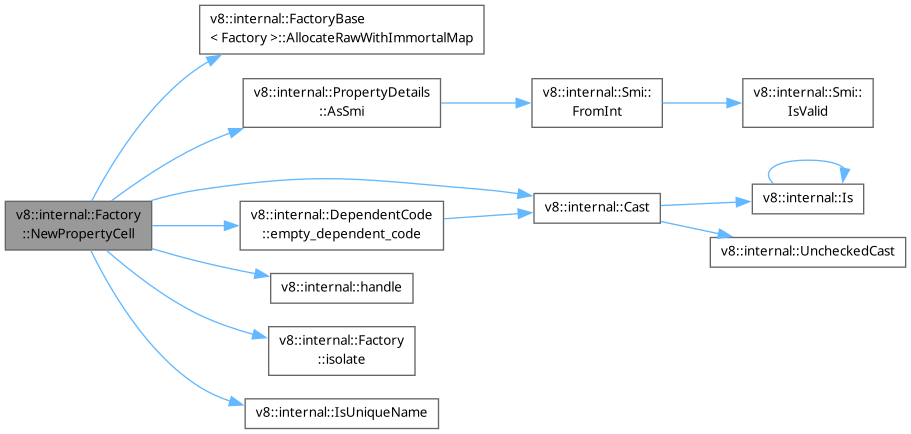 v8::internal::FactoryBase
< Factory >::AllocateRawWithImmortalMap
v8::internal::PropertyDetails
::AsSmi
v8::internal::Smi::
FromInt
v8::internal::Smi::
IsValid
v8::internal::Factory
::NewPropertyCell
v8::internal::DependentCode
::empty_dependent_code
v8::internal::Cast
v8::internal::Is
v8::internal::UncheckedCast
v8::internal::handle
v8::internal::Factory
::isolate
v8::internal::IsUniqueName